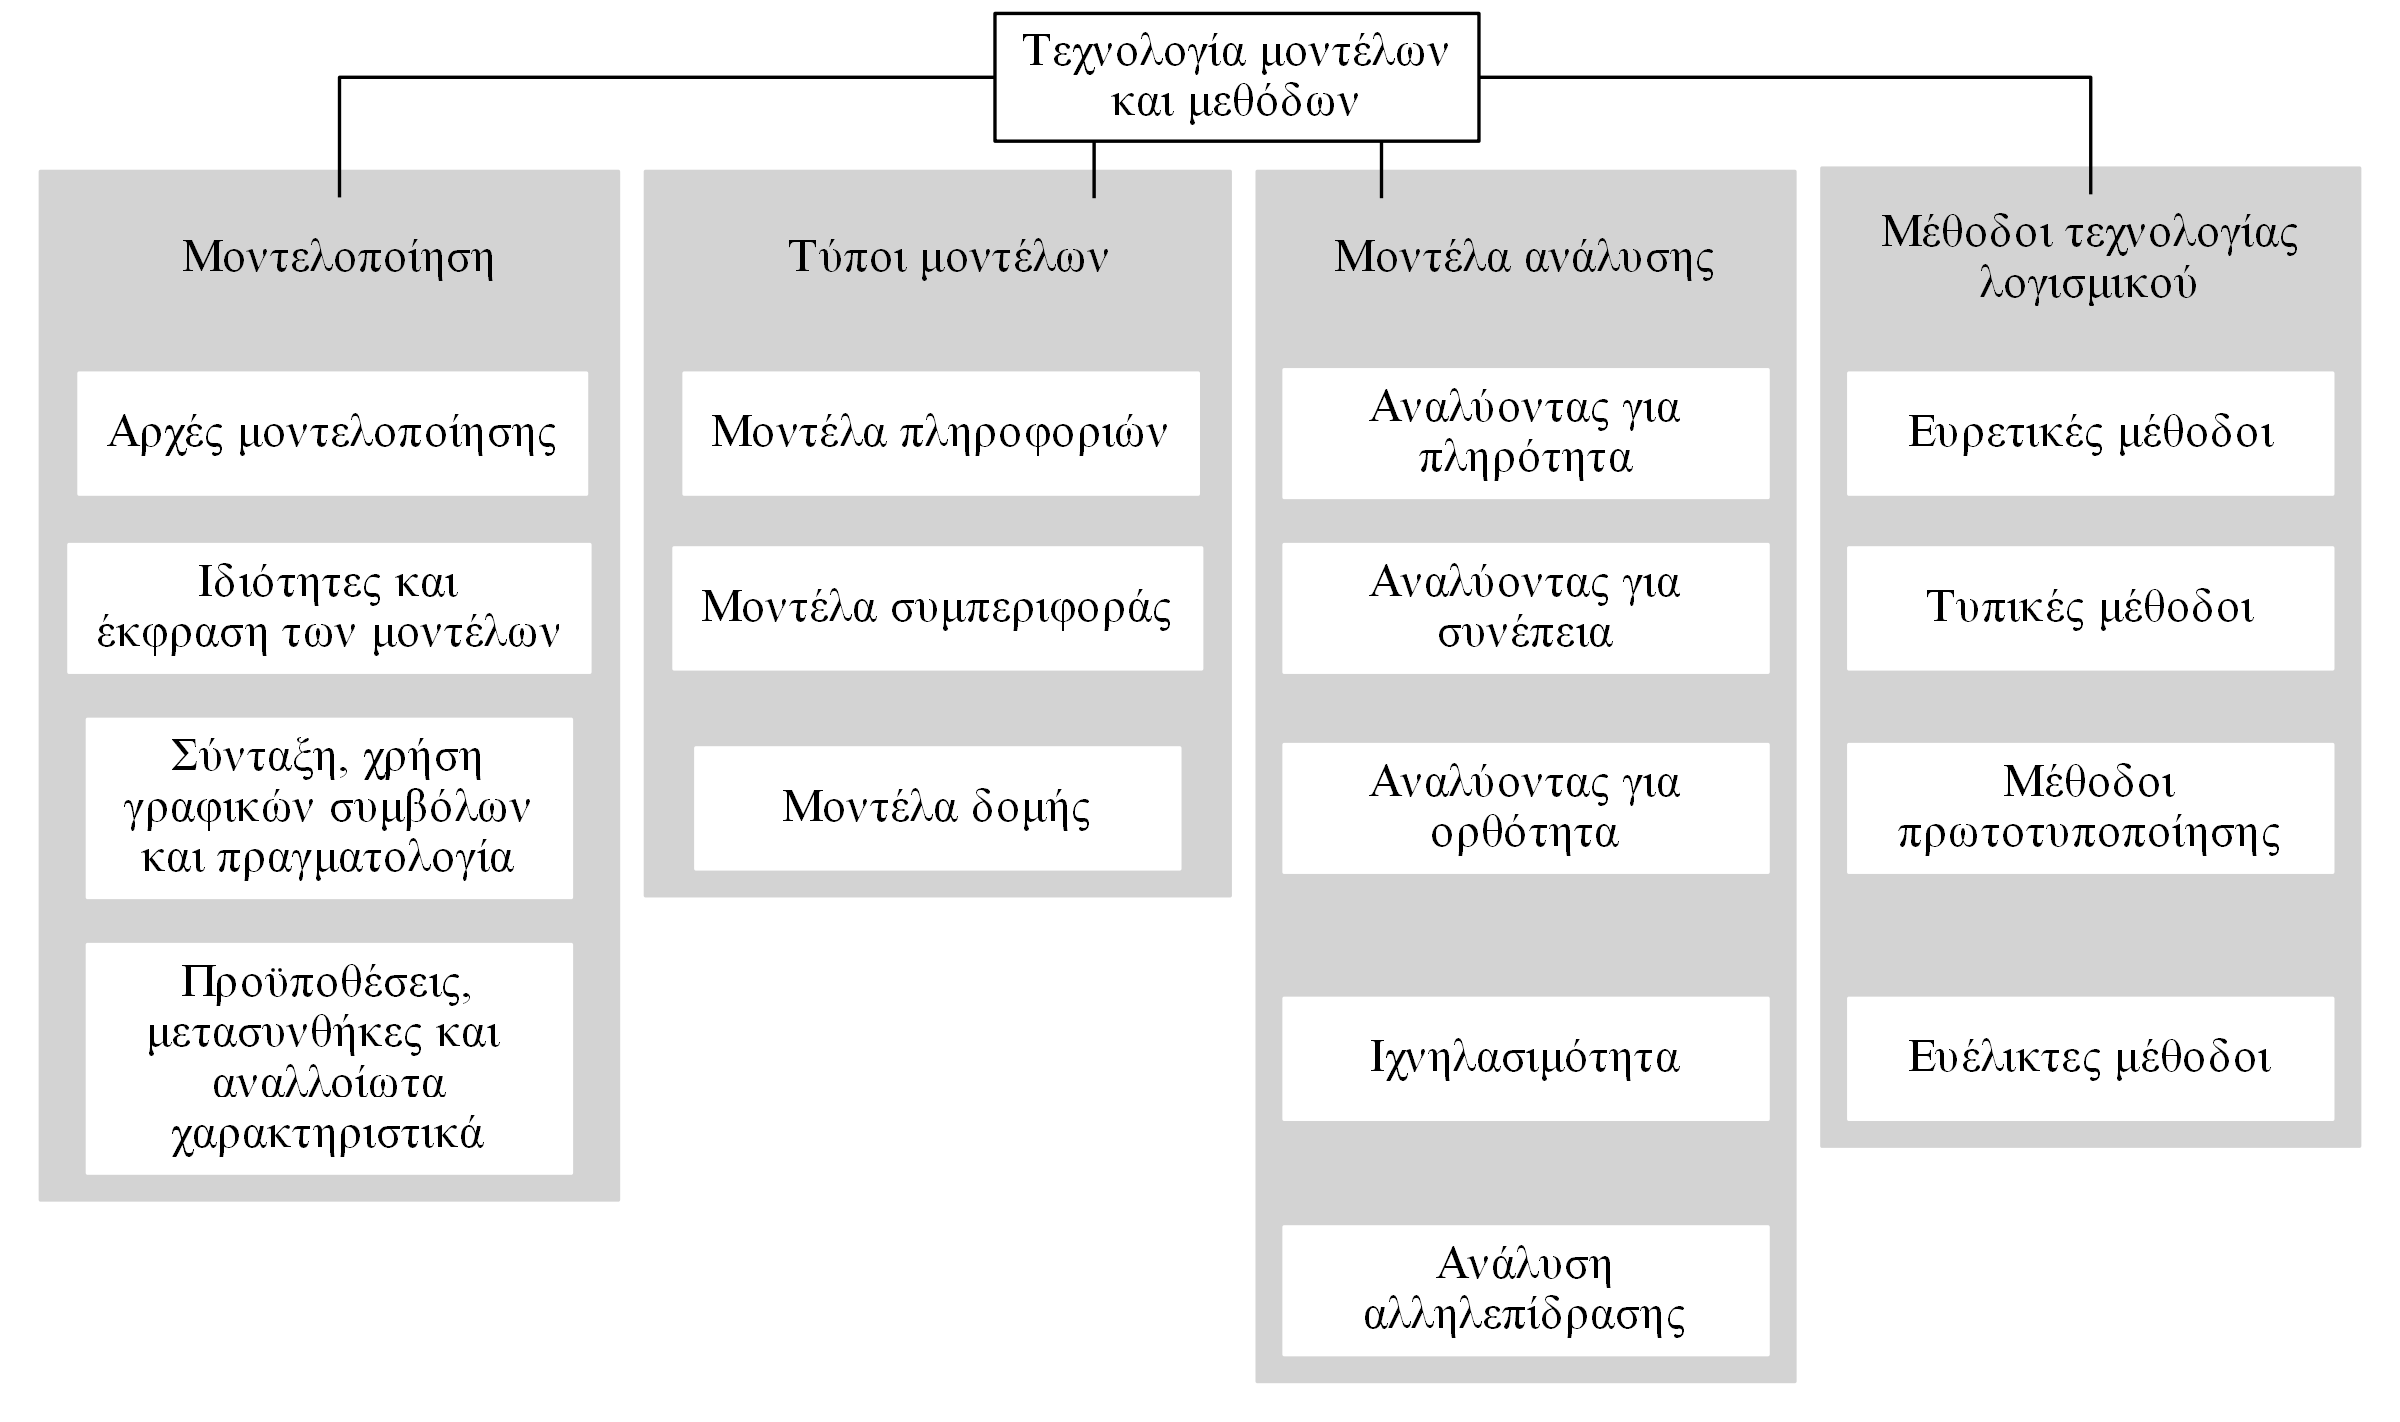 Τεχνολογία μοντέλων
και μεθόδων
Μοντελοποίηση
Αρχές μοντελοποίησης
Ιδιότητες και
έκφραση των μοντέλων
Σύνταξη, χρήση
γραφικών συμβόλων
και πραγματολογία
Προϋποθέσεις,
μετασυνθήκες και
αναλλοίωτα
χαρακτηριστικά
Τύποι μοντέλων
Μοντέλα πληροφοριών
Μοντέλα συμπεριφοράς
Μοντέλα δομής
Μοντέλα ανάλυσης
Αναλύοντας για
πληρότητα
Αναλύοντας για
συνέπεια
Αναλύοντας για
ορθότητα
Ιχνηλασιμότητα
Ανάλυση
αλληλεπίδρασης
Μέθοδοι τεχνολογίας
λογισμικού
Ευρετικές μέθοδοι
Τυπικές μέθοδοι
Μέθοδοι
πρωτοτυποποίησης
Ευέλικτες μέθοδοι